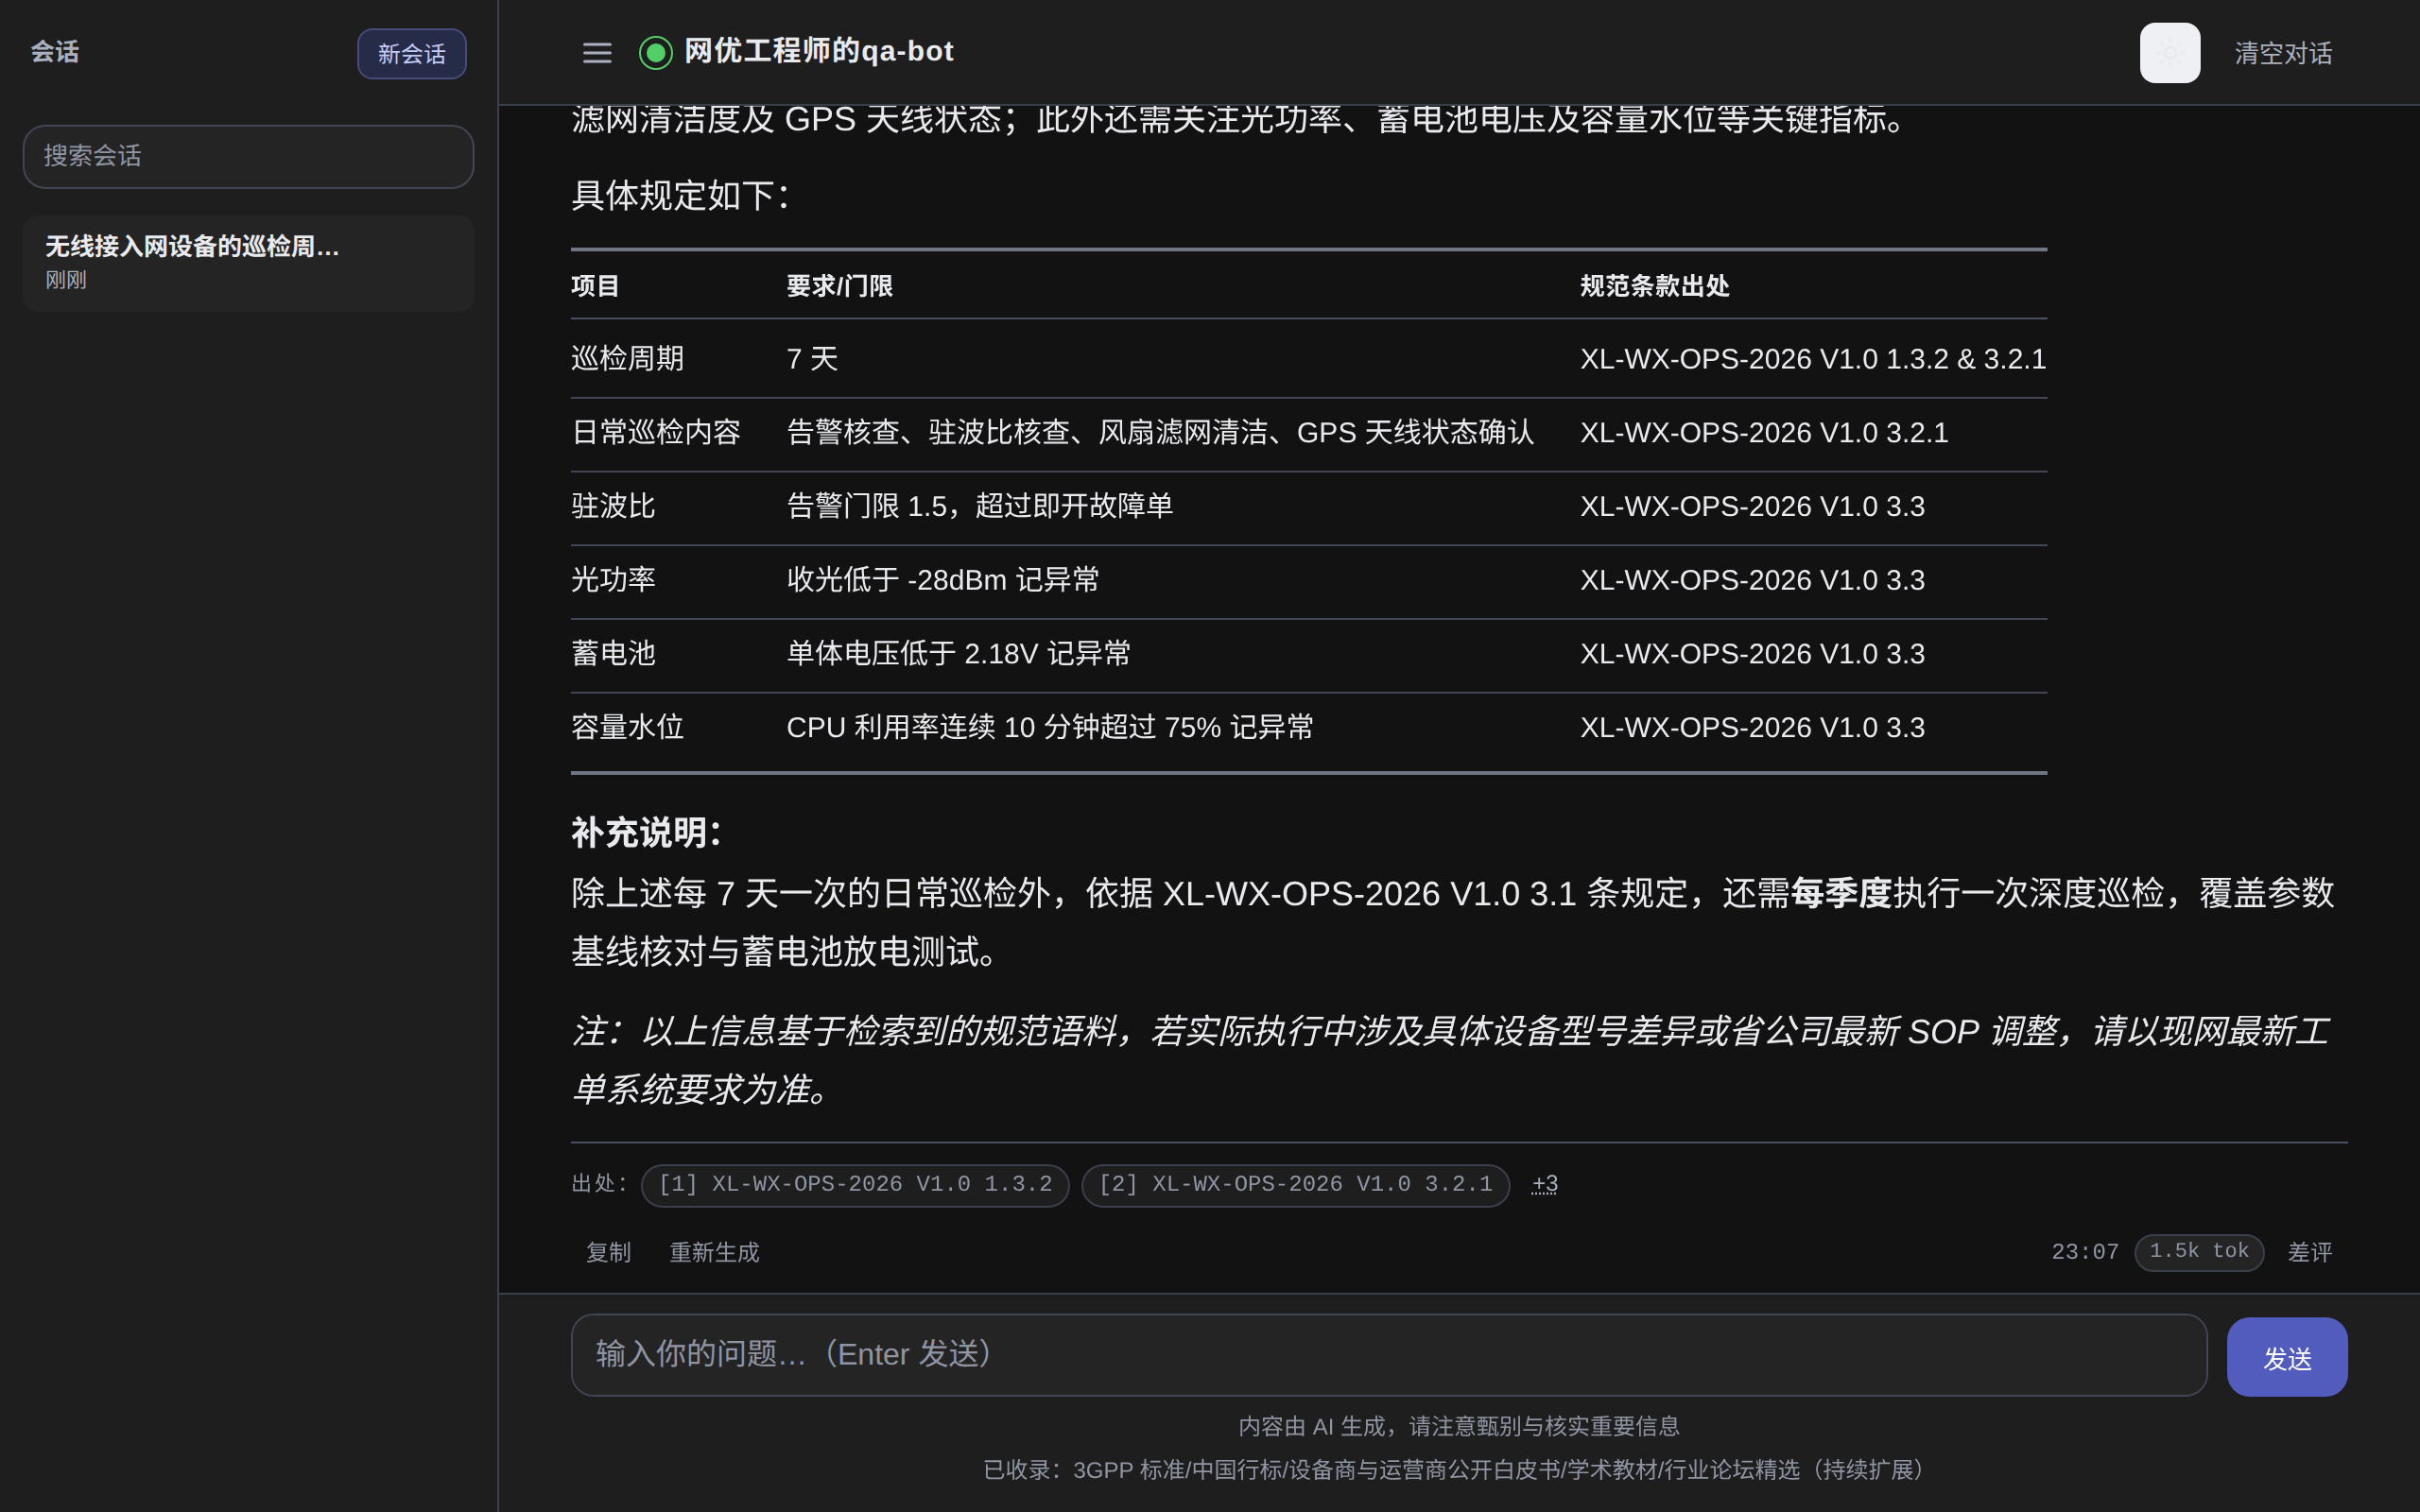 会话
新会话
搜索会话
无线接入网设备的巡检周…
刚刚
网优工程师的qa-bot
清空对话
滤网清洁度及 GPS 天线状态；此外还需关注光功率、蓄电池电压及容量水位等关键指标。
具体规定如下：
项目 要求/门限 规范条款出处
巡检周期 7 天 XL-WX-OPS-2026 V1.0 1.3.2 & 3.2.1
日常巡检内容 告警核查、驻波比核查、风扇滤网清洁、GPS 天线状态确认 XL-WX-OPS-2026 V1.0 3.2.1
驻波比 告警门限 1.5，超过即开故障单 XL-WX-OPS-2026 V1.0 3.3
光功率 收光低于 -28dBm 记异常 XL-WX-OPS-2026 V1.0 3.3
蓄电池 单体电压低于 2.18V 记异常 XL-WX-OPS-2026 V1.0 3.3
容量水位 CPU 利用率连续 10 分钟超过 75% 记异常 XL-WX-OPS-2026 V1.0 3.3
补充说明：
除上述每 7 天一次的日常巡检外，依据 XL-WX-OPS-2026 V1.0 3.1 条规定，还需每季度执行一次深度巡检，覆盖参数
基线核对与蓄电池放电测试。
注：以上信息基于检索到的规范语料，若实际执行中涉及具体设备型号差异或省公司最新 SOP 调整，请以现网最新工
单系统要求为准。
出处： [1] XL-WX-OPS-2026 V1.0 1.3.2 [2] XL-WX-OPS-2026 V1.0 3.2.1 +3
复制 重新生成 23:07 1.5k tok 差评
输入你的问题…（Enter 发送）
发送
内容由 AI 生成，请注意甄别与核实重要信息
已收录：3GPP 标准/中国行标/设备商与运营商公开白皮书/学术教材/行业论坛精选（持续扩展）